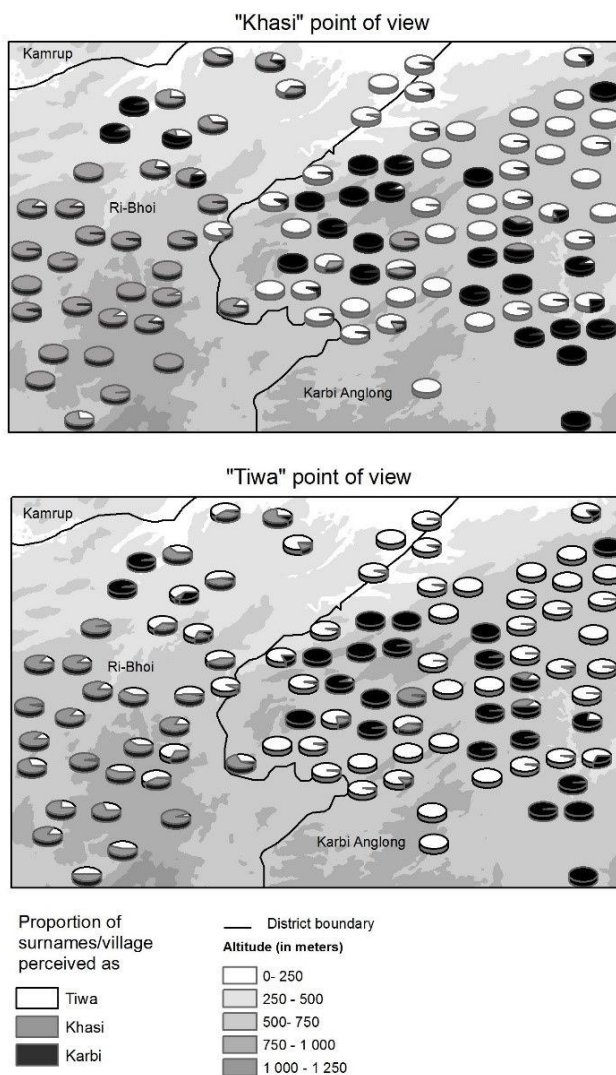 "Khasi" point of view
Kamrup
Ri-Bhoi
Karbi Anglong
"Tiwa" point of view
Kamrup
Ri-Bhoi
Karbi Anglong
Proportion of
surnames/village
perceived as
Tiwa
Khasi
Karbi
District boundary
Altitude (in meters)
0- 250
250 - 500
500- 750
750 - 1 000
1 000 - 1 250